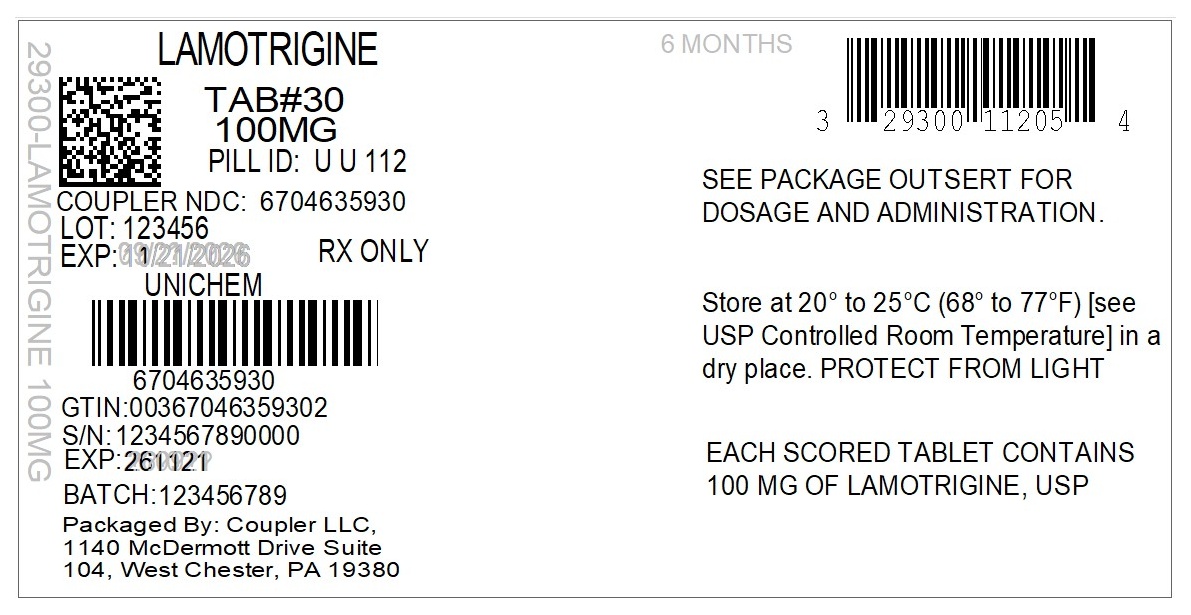 29300-LAMOTRIGINE 100MG
LAMOTRIGINE
TAB#30
100MG
PILL ID: U U 112
COUPLER NDC: 6704635930
LOT: 123456
EXP:
RX ONLY
UNICHEM
6704635930
GTIN:00367046359302
S/N:1234567890000
EXP:
BATCH:123456789
Packaged By: Coupler LLC,
1140 McDermott Drive Suite
104, West Chester, PA 19380
6 MONTHS
3 29300 11205 4
SEE PACKAGE OUTSERT FOR
DOSAGE AND ADMINISTRATION.
Store at 20° to 25°C (68° to 77°F) [see
USP Controlled Room Temperature] in a
dry place. PROTECT FROM LIGHT
EACH SCORED TABLET CONTAINS
100 MG OF LAMOTRIGINE, USP